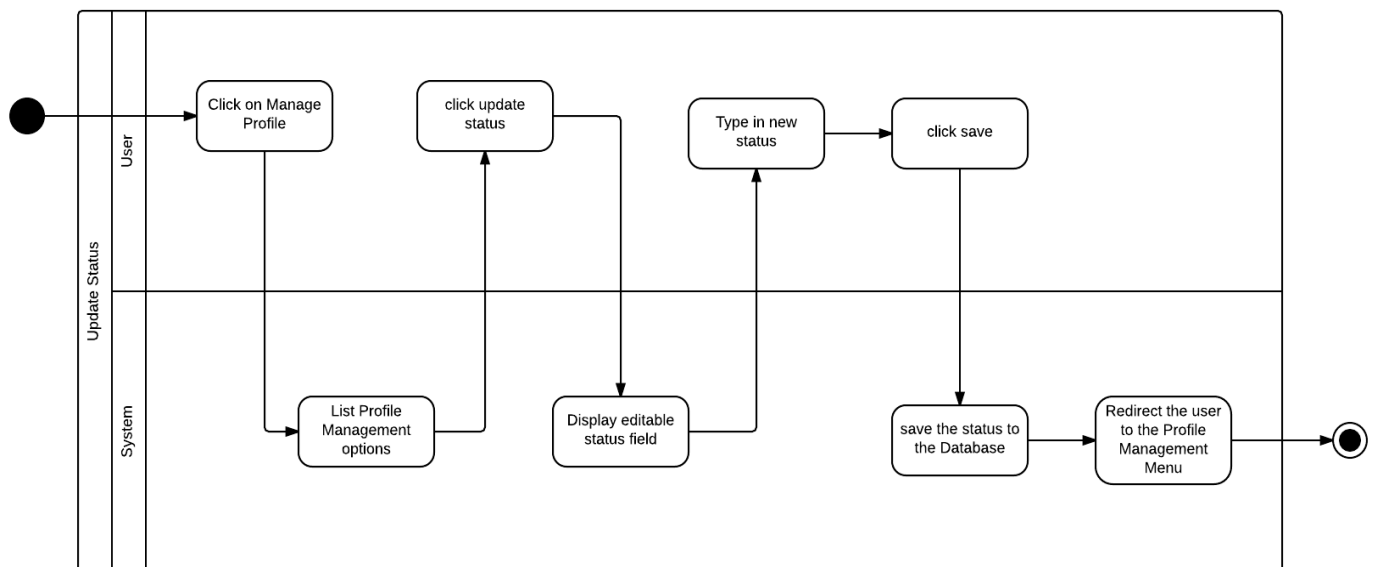 Update Status
User
Click on Manage
Profile
click update
status
Type in new
status
click save
System
List Profile
Management
options
Display editable
status field
save the status to
the Database
Redirect the user
to the Profile
Management
Menu